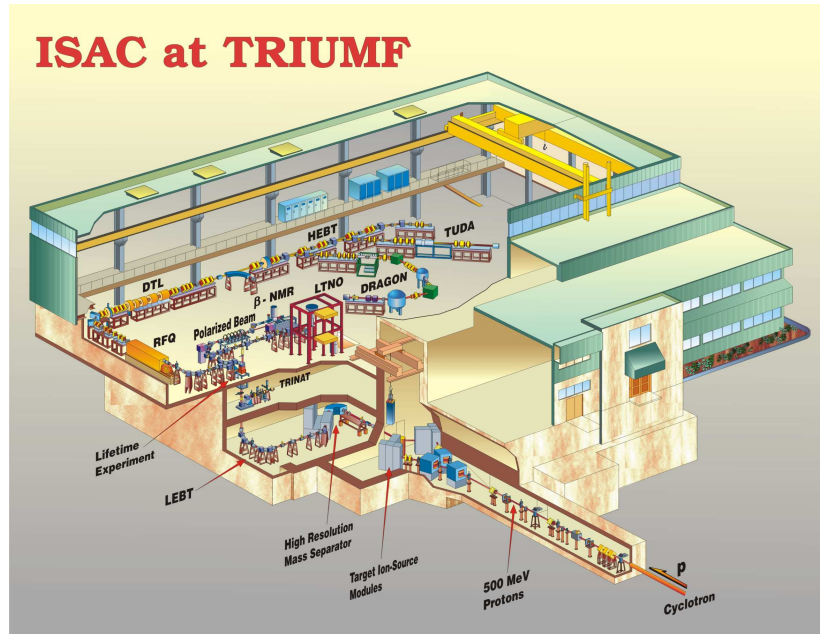 ISAC at TRIUMF
HEBT
TUDA
DTL
β - NMR
LTNO
DRAGON
RFQ
Polarized Beam
TRINAT
Lifetime
Experiment
LEBT
High Resolution
Mass Separator
Target Ion-Source
Modules
500 MeV
Protons
p
Cyclotron